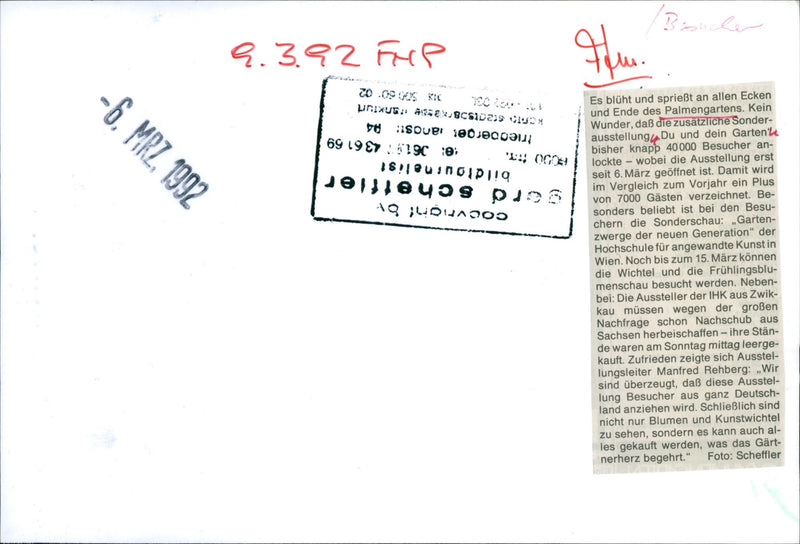 /Besucher
9.3.92 FNP
-6. MRZ. 1992
copyright by
gerd scheffler
bildjournalist
6000 ffm.
friedberger landstr.
konto stadtsparkasse frankfurt
Es blüht und sprießt an allen Ecken
und Ende des Palmengartens. Kein
Wunder, daß die zusätzliche Sonder-
ausstellung „Du und dein Garten“
bisher knapp 40000 Besucher an-
lockte – wobei die Ausstellung erst
seit 6. März geöffnet ist. Damit wird
im Vergleich zum Vorjahr ein Plus
von 7000 Gästen verzeichnet. Be-
sonders beliebt ist bei den Besu-
chern die Sonderschau: „Garten-
zwerge der neuen Generation“ der
Hochschule für angewandte Kunst in
Wien. Noch bis zum 15. März können
die Wichtel und die Frühlingsblu-
menschau besucht werden. Neben-
bei: Die Aussteller der IHK aus Zwik-
kau müssen wegen der großen
Nachfrage schon Nachschub aus
Sachsen herbeischaffen – ihre Stän-
de waren am Sonntag mittag leerge-
kauft. Zufrieden zeigte sich Ausstel-
lungsleiter Manfred Rehberg: „Wir
sind überzeugt, daß diese Ausstel-
lung Besucher aus ganz Deutsch-
land anziehen wird. Schließlich sind
nicht nur Blumen und Kunstwichtel
zu sehen, sondern es kann auch al-
les gekauft werden, was das Gärt-
nerherz begehrt.“ Foto: Scheffler